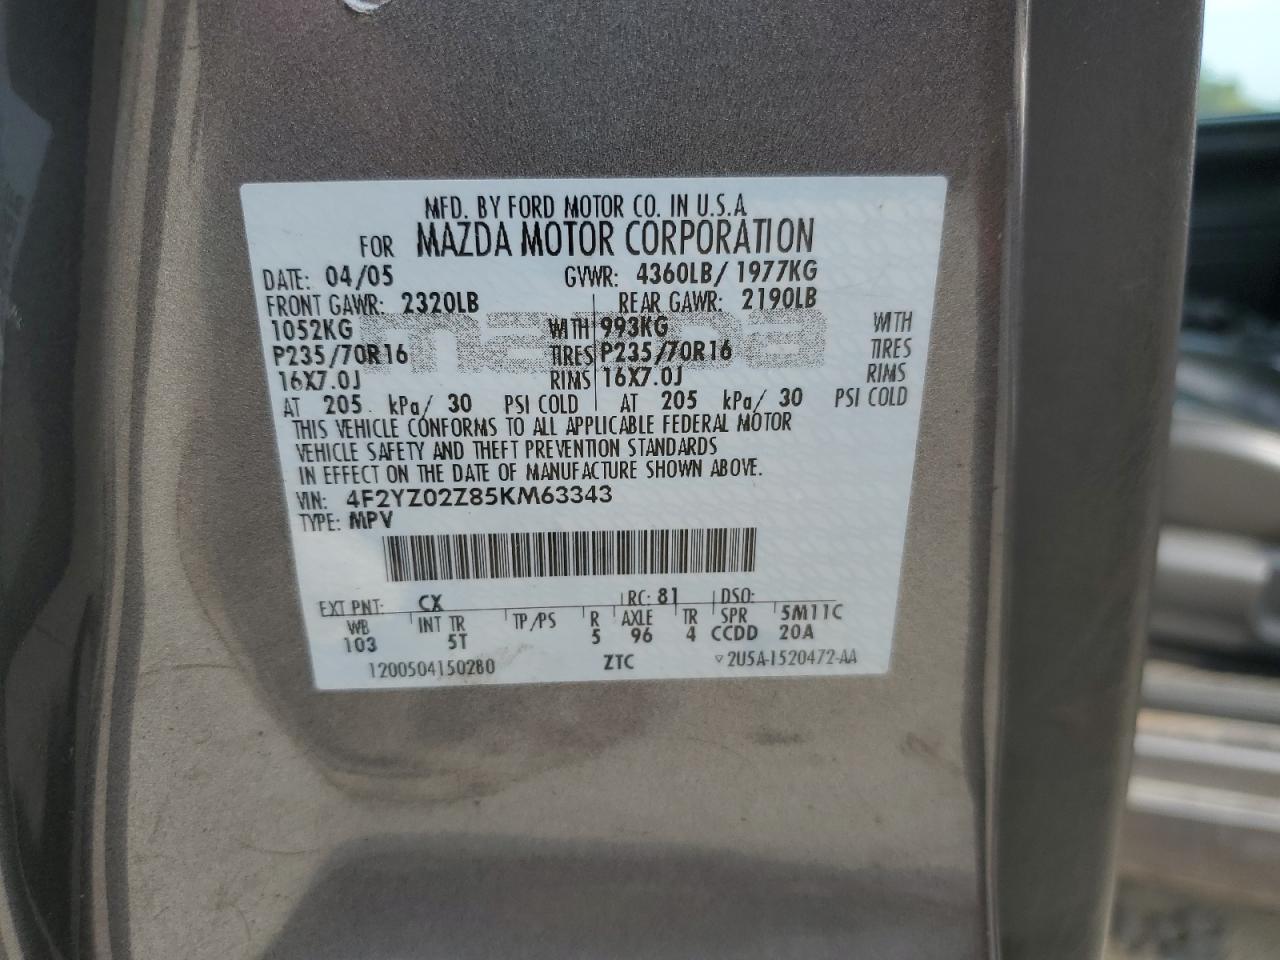 MFD. BY FORD MOTOR CO. IN U.S.A.
FOR MAZDA MOTOR CORPORATION
DATE: 04/05 GVWR: 4360LB/ 1977KG
FRONT GAWR: 2320LB REAR GAWR: 2190LB
1052KG WITH 993KG WITH
mazda
P235/70R16 TIRES P235/70R16 TIRES
16X7.0J RIMS 16X7.0J RIMS
AT 205 kPa/ 30 PSI COLD AT 205 kPa/ 30 PSI COLD
THIS VEHICLE CONFORMS TO ALL APPLICABLE FEDERAL MOTOR
VEHICLE SAFETY AND THEFT PREVENTION STANDARDS
IN EFFECT ON THE DATE OF MANUFACTURE SHOWN ABOVE.
VIN: 4F2YZ02Z85KM63343
TYPE: MPV
EXT PNT: CX RC: 81 DSO:
WB INT TR TP/PS R AXLE TR SPR 5M11C
103 5T 5 96 4 CCDD 20A
1200504150280 ZTC ▽ 2U5A-1520472-AA